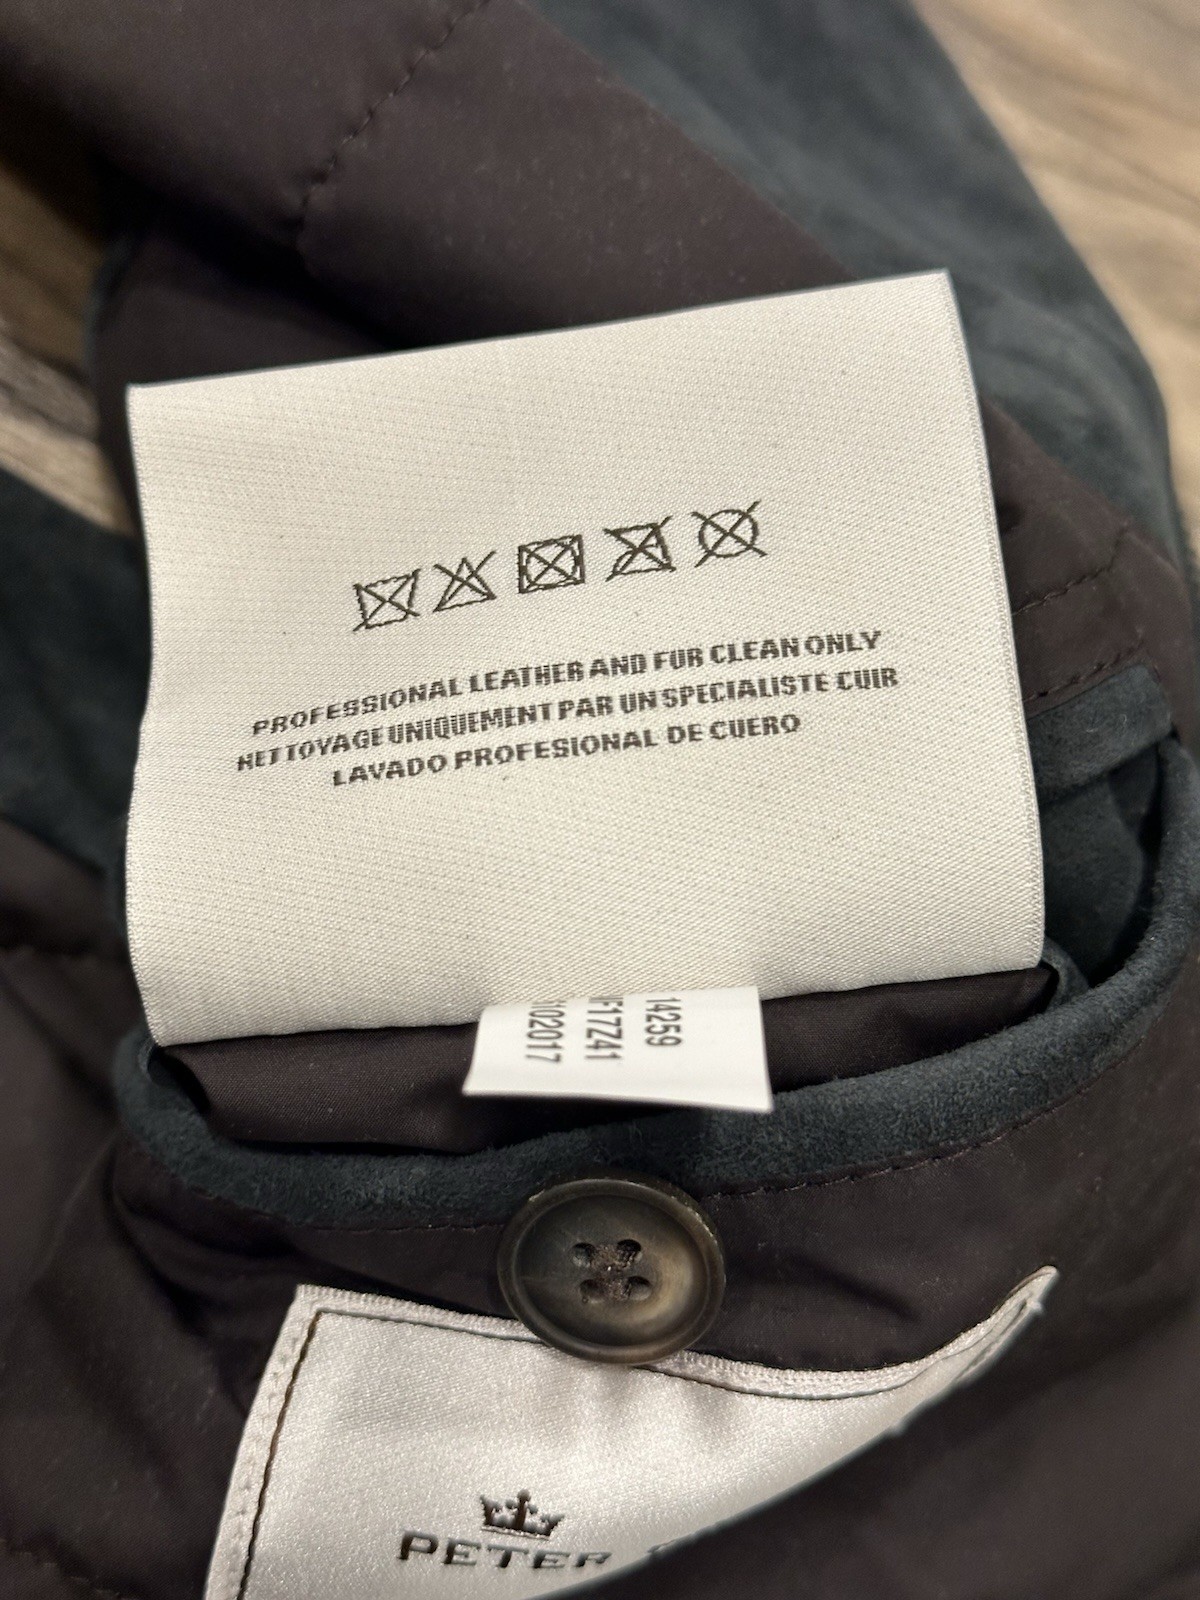 PROFESSIONAL LEATHER AND FUR CLEAN ONLY
NETTOYAGE UNIQUEMENT PAR UN SPECIALISTE CUIR
LAVADO PROFESIONAL DE CUERO
14259
F17Z41
102017
PETER